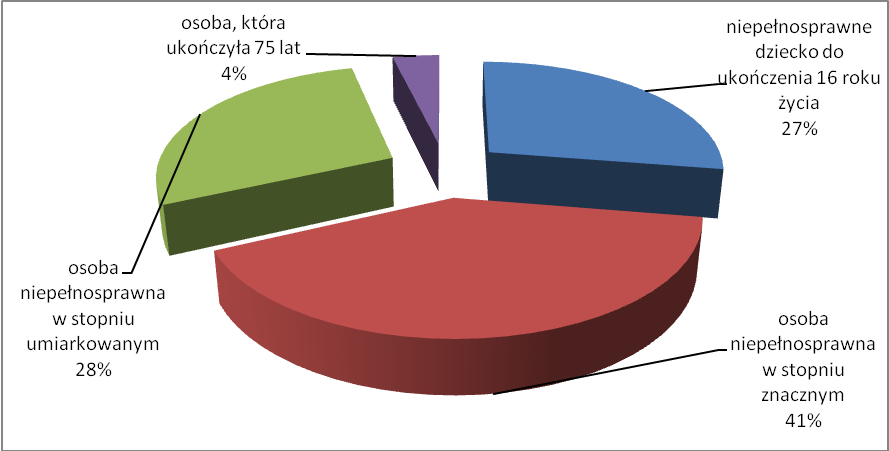 osoba, która
ukończyła 75 lat
4%
niepełnosprawne
dziecko do
ukończenia 16 roku
życia
27%
osoba
niepełnosprawna
w stopniu
umiarkowanym
28%
osoba
niepełnosprawna
w stopniu
znacznym
41%